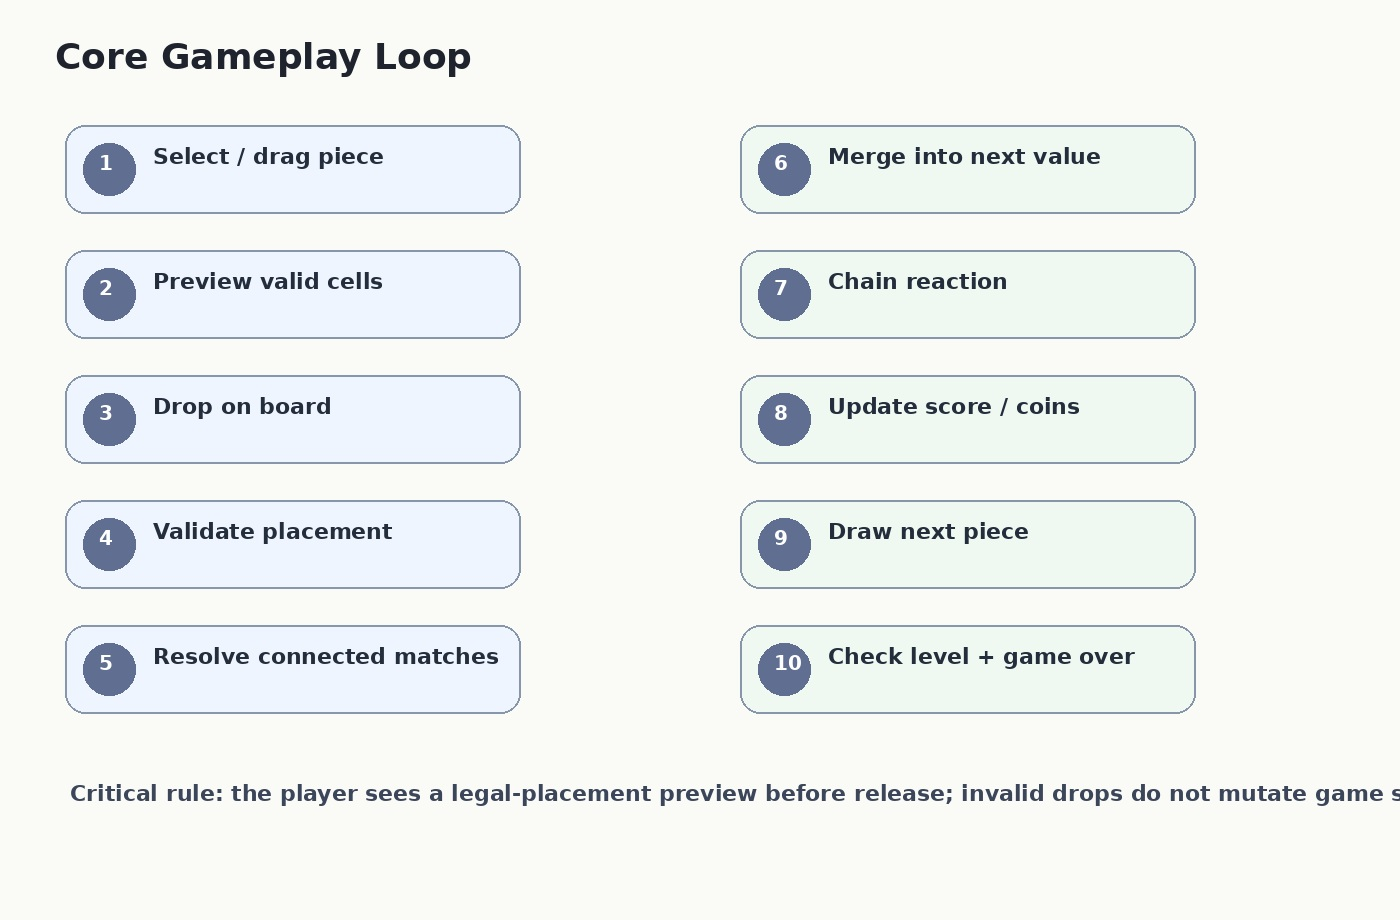 Core Gameplay Loop
1 Select / drag piece
2 Preview valid cells
3 Drop on board
4 Validate placement
5 Resolve connected matches
6 Merge into next value
7 Chain reaction
8 Update score / coins
9 Draw next piece
10 Check level + game over
Critical rule: the player sees a legal-placement preview before release; invalid drops do not mutate game